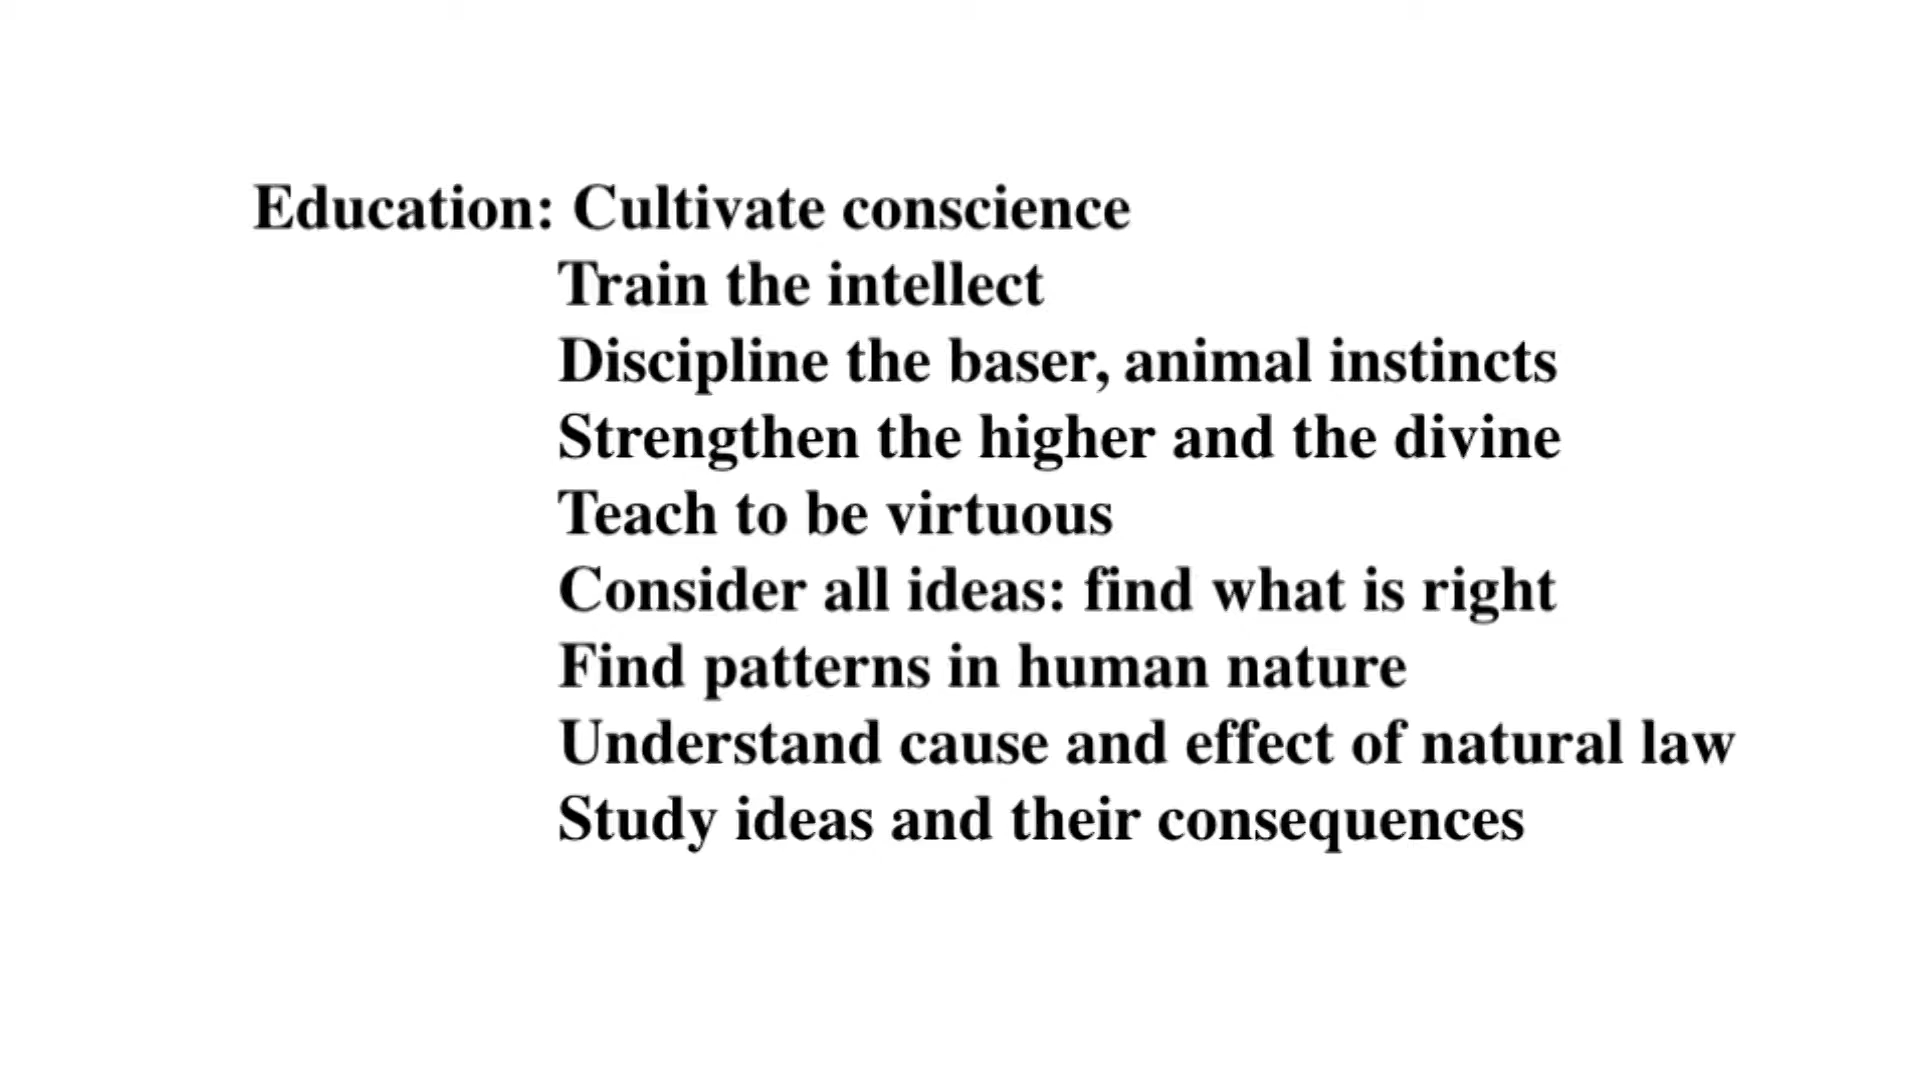 Education: Cultivate conscience
Train the intellect
Discipline the baser, animal instincts
Strengthen the higher and the divine
Teach to be virtuous
Consider all ideas: find what is right
Find patterns in human nature
Understand cause and effect of natural law
Study ideas and their consequences